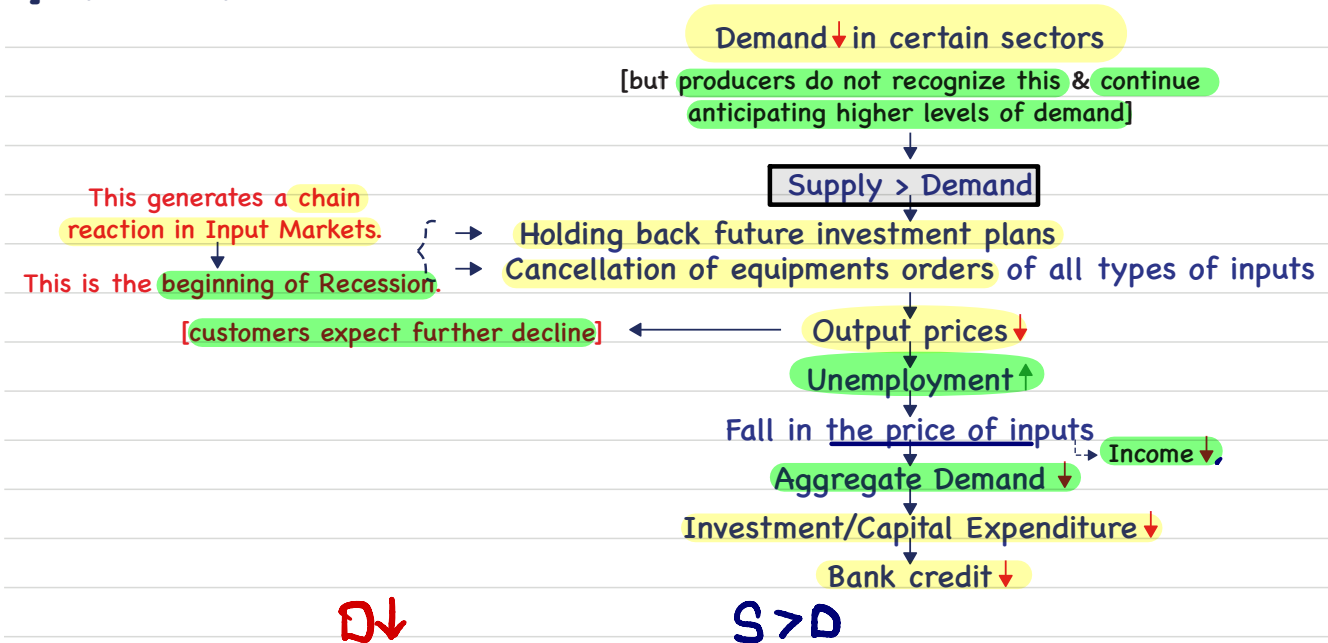 Demand↓ in certain sectors
[but producers do not recognize this & continue
anticipating higher levels of demand]
Supply > Demand
This generates a chain
reaction in Input Markets.
This is the beginning of Recession.
→ Holding back future investment plans
→ Cancellation of equipments orders of all types of inputs
[customers expect further decline]
Output prices↓
Unemployment↑
Fall in the price of inputs
Income↓
Aggregate Demand ↓
Investment/Capital Expenditure↓
Bank credit↓
D↓
S>D